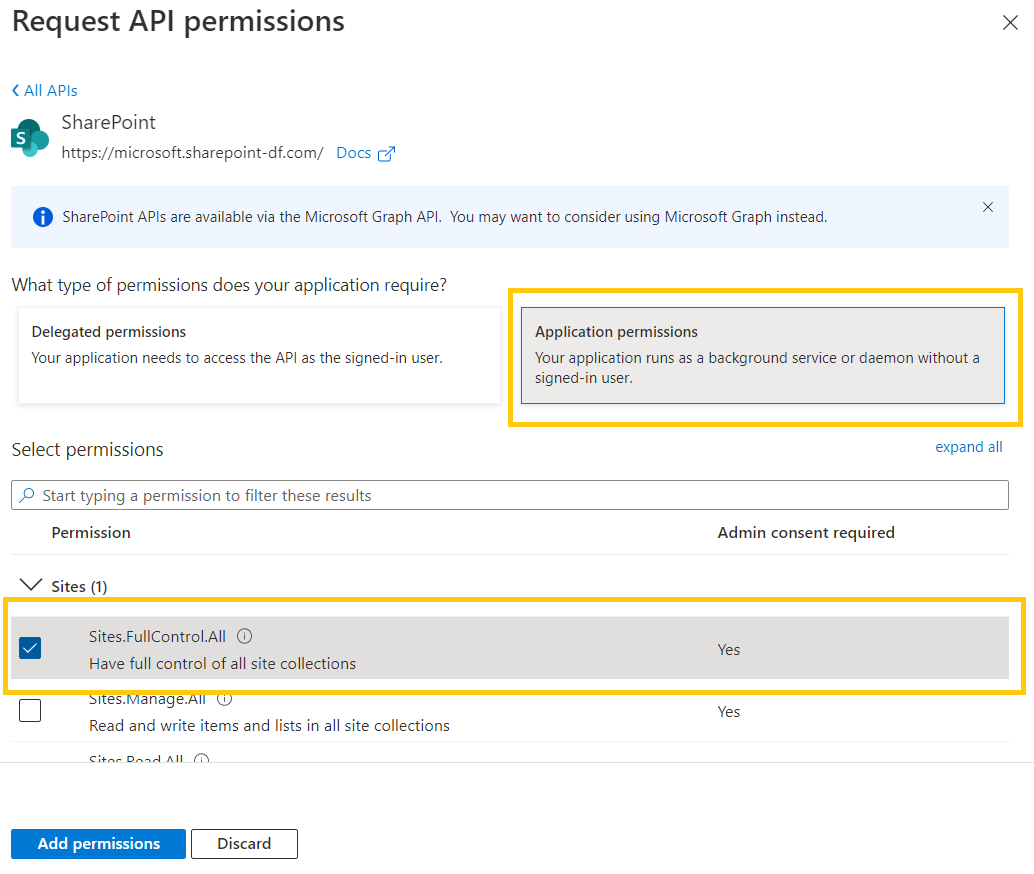 Request API permissions
All APIs
S
SharePoint
https://microsoft.sharepoint-df.com/ Docs
SharePoint APIs are available via the Microsoft Graph API. You may want to consider using Microsoft Graph instead.
What type of permissions does your application require?
Delegated permissions
Your application needs to access the API as the signed-in user.
Application permissions
Your application runs as a background service or daemon without a
signed-in user.
Select permissions
expand all
Start typing a permission to filter these results
Permission Admin consent required
Sites (1)
Sites.FullControl.All
Have full control of all site collections
Yes
Sites.Manage.All
Read and write items and lists in all site collections
Yes
Sites.Read.All
Add permissions Discard